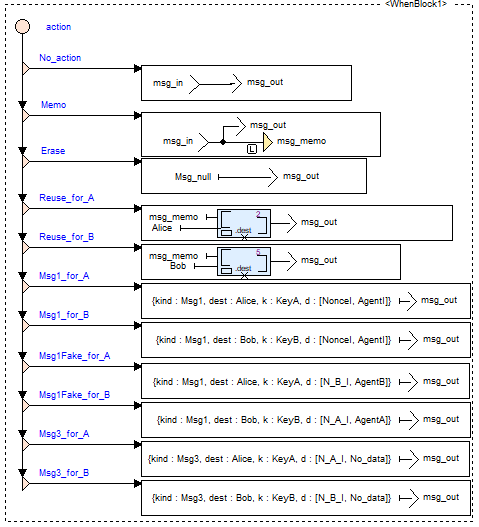 <WhenBlock1>
action
No_action
msg_in msg_out
Memo
msg_out
msg_in L msg_memo
Erase
Msg_null msg_out
Reuse_for_A
msg_memo 2 msg_out
Alice .dest
Reuse_for_B
msg_memo 5 msg_out
Bob .dest
Msg1_for_A
{kind : Msg1, dest : Alice, k : KeyA, d : [NonceI, AgentI]} msg_out
Msg1_for_B
{kind : Msg1, dest : Bob, k : KeyB, d : [NonceI, AgentI]} msg_out
Msg1Fake_for_A
{kind : Msg1, dest : Alice, k : KeyA, d : [N_B_I, AgentB]} msg_out
Msg1Fake_for_B
{kind : Msg1, dest : Bob, k : KeyB, d : [N_A_I, AgentA]} msg_out
Msg3_for_A
{kind : Msg3, dest : Alice, k : KeyA, d : [N_A_I, No_data]} msg_out
Msg3_for_B
{kind : Msg3, dest : Bob, k : KeyB, d : [N_B_I, No_data]} msg_out